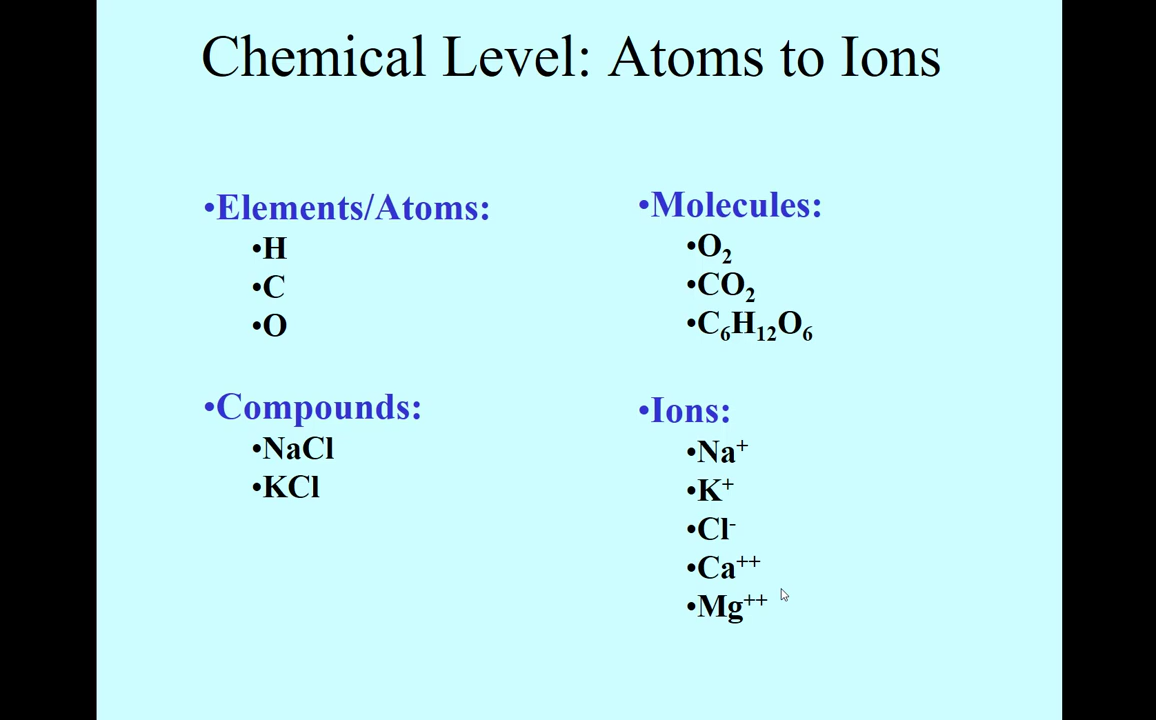 Chemical Level: Atoms to Ions
•Elements/Atoms:
•H
•C
•O
•Compounds:
•NaCl
•KCl
•Molecules:
•O₂
•CO₂
•C₆H₁₂O₆
•Ions:
•Na⁺
•K⁺
•Cl⁻
•Ca⁺⁺
•Mg⁺⁺